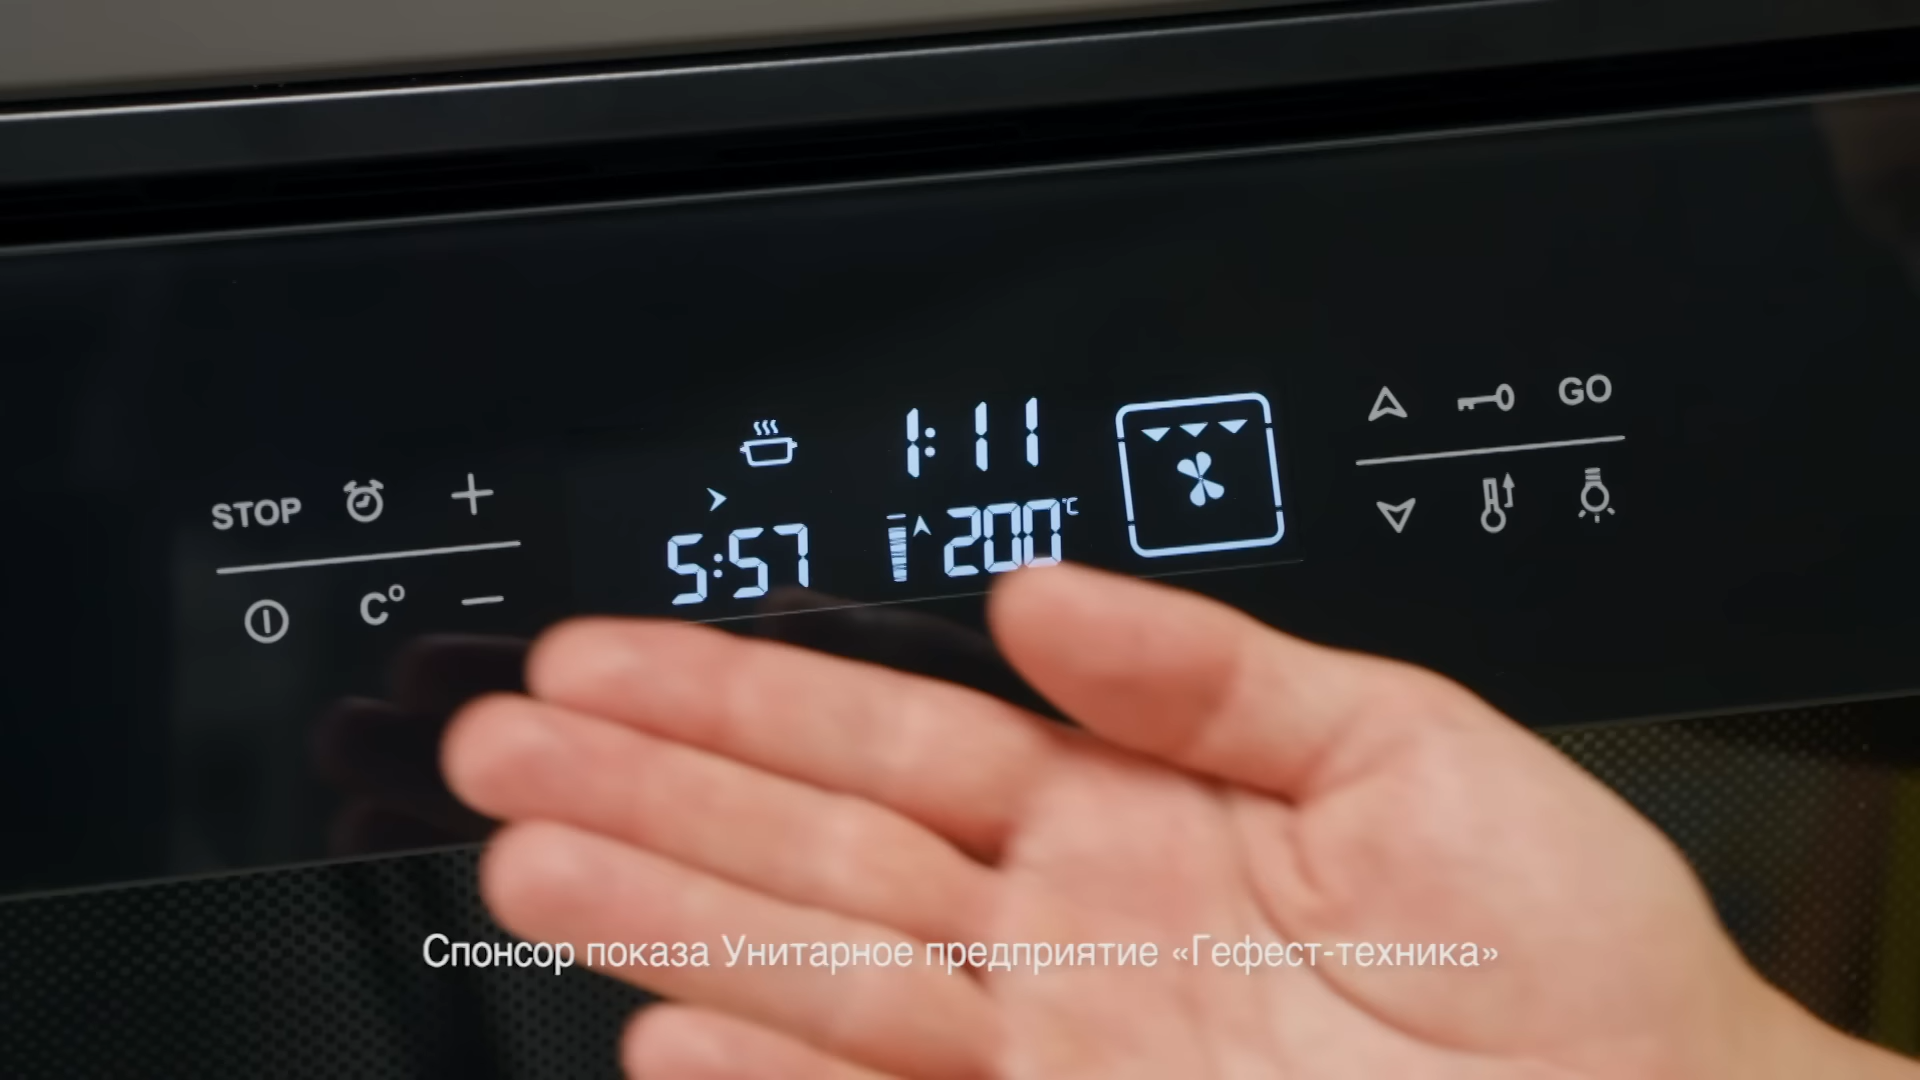 STOP
C°
1:11
5:57
200°C
GO
Спонсор показа Унитарное предприятие «Гефест-техника»